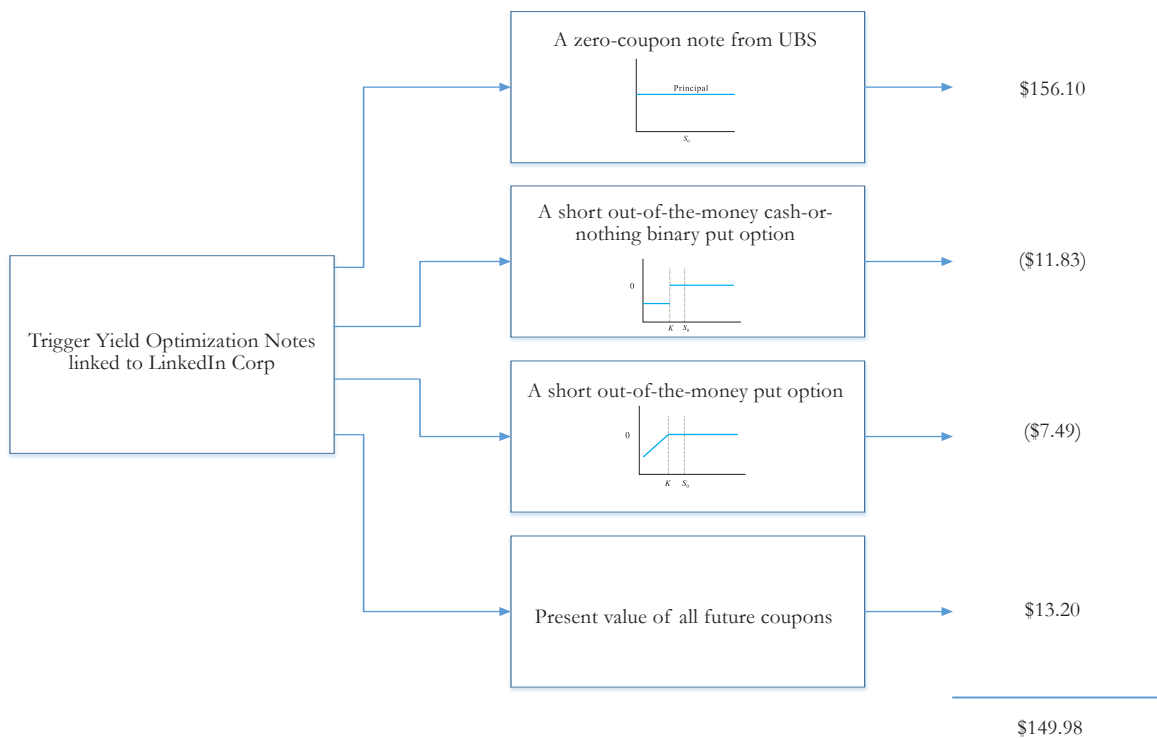 A zero-coupon note from UBS
Principal
S₀
$156.10
A short out-of-the-money cash-or-
nothing binary put option
0
K
S₀
($11.83)
Trigger Yield Optimization Notes
linked to LinkedIn Corp
A short out-of-the-money put option
0
K
S₀
($7.49)
Present value of all future coupons
$13.20
$149.98